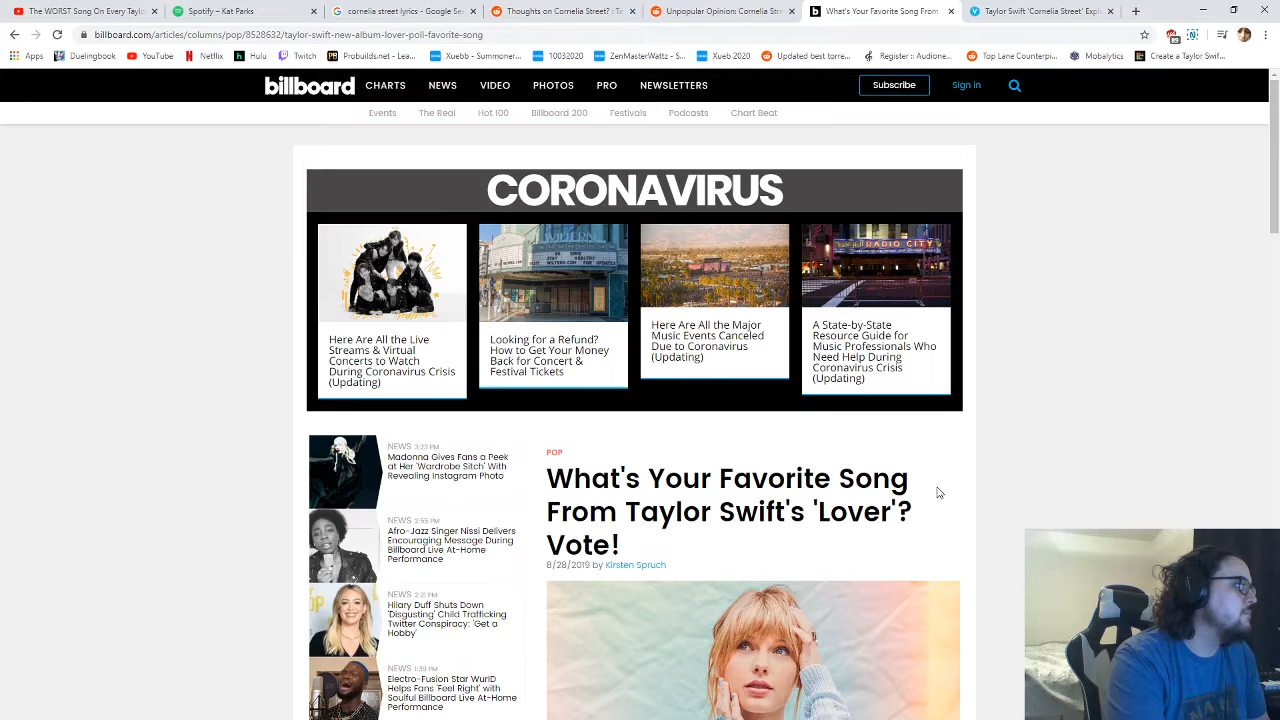 The WORST Song On Every Taylor
Spotify – Kat Parks
cornelia street lyrics - Google Sea
Thoughts on Cornelia Street? : Ta
Unpopular Opinion: Cornelia Stre
What's Your Favorite Song From
Taylor Swift 'Cornelia Street' Expl
billboard.com/articles/columns/pop/8528632/taylor-swift-new-album-lover-poll-favorite-song
Apps
Duelingbook
YouTube
Netflix
Hulu
Twitch
Probuilds.net - Lea...
Xuebb - Summoner...
10032020
ZenMasterWattz - S...
Xueb 2020
Updated best torre...
Register :: Audione...
Top Lane Counterpi...
Mobalytics
Create a Taylor Swif...
billboard
CHARTS
NEWS
VIDEO
PHOTOS
PRO
NEWSLETTERS
Subscribe
Sign in
Events
The Real
Hot 100
Billboard 200
Festivals
Podcasts
Chart Beat
CORONAVIRUS
RADIO CITY
Here Are All the Live
Streams & Virtual
Concerts to Watch
During Coronavirus Crisis
(Updating)
Looking for a Refund?
How to Get Your Money
Back for Concert &
Festival Tickets
Here Are All the Major
Music Events Canceled
Due to Coronavirus
(Updating)
A State-by-State
Resource Guide for
Music Professionals Who
Need Help During
Coronavirus Crisis
(Updating)
NEWS 3:23 PM
Madonna Gives Fans a Peek
at Her 'Wardrobe Sitch' With
Revealing Instagram Photo
NEWS 2:55 PM
Afro-Jazz Singer Nissi Delivers
Encouraging Message During
Billboard Live At-Home
Performance
NEWS 2:21 PM
Hilary Duff Shuts Down
'Disgusting' Child Trafficking
Twitter Conspiracy: 'Get a
Hobby'
NEWS 1:39 PM
Electro-Fusion Star WurlD
Helps Fans 'Feel Right' with
Soulful Billboard Live At-Home
Performance
POP
What's Your Favorite Song
From Taylor Swift's 'Lover'?
Vote!
8/28/2019 by Kirsten Spruch